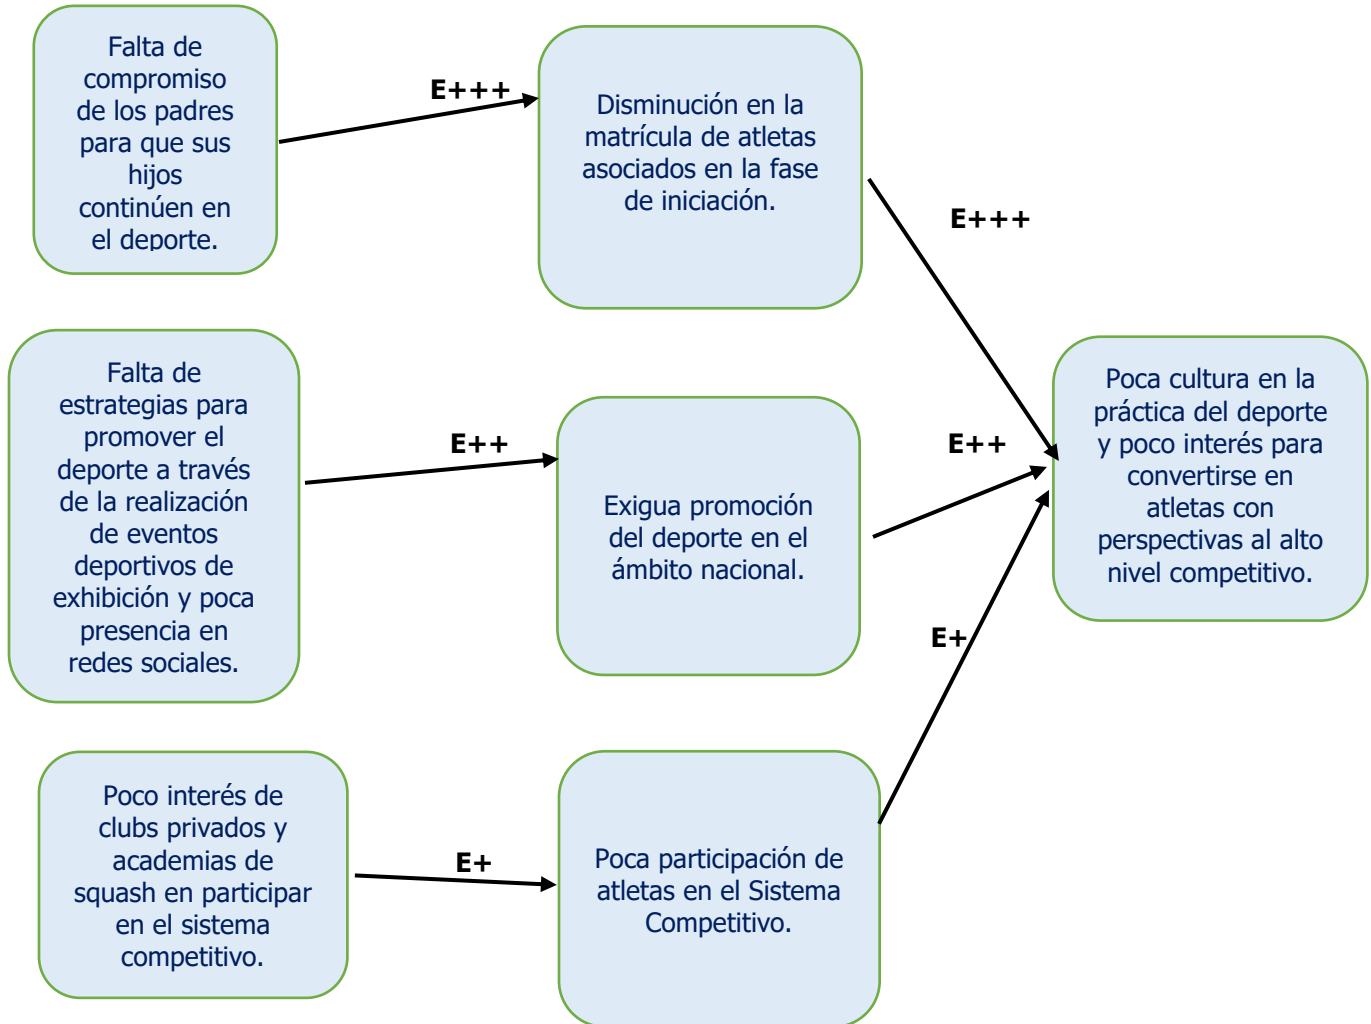 Falta de
compromiso
de los padres
para que sus
hijos
continúen en
el deporte.
E+++
Disminución en la
matrícula de atletas
asociados en la fase
de iniciación.
E+++
Falta de
estrategias para
promover el
deporte a través
de la realización
de eventos
deportivos de
exhibición y poca
presencia en
redes sociales.
E++
Exigua promoción
del deporte en el
ámbito nacional.
E++
Poca cultura en la
práctica del deporte
y poco interés para
convertirse en
atletas con
perspectivas al alto
nivel competitivo.
Poco interés de
clubs privados y
academias de
squash en participar
en el sistema
competitivo.
E+
Poca participación de
atletas en el Sistema
Competitivo.
E+